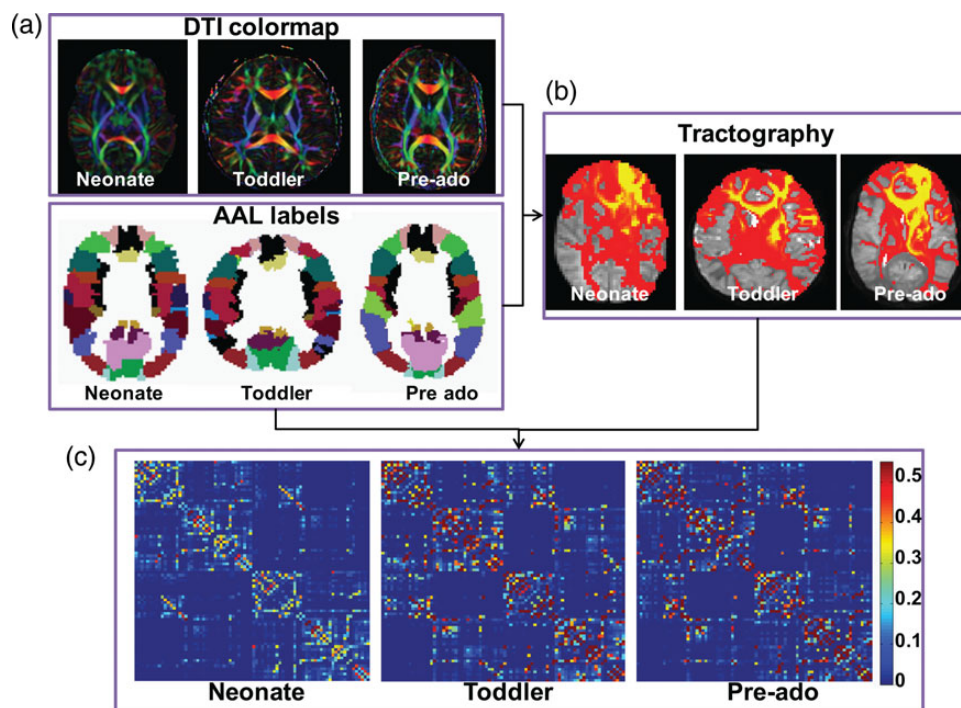 (a)
DTI colormap
Neonate
Toddler
Pre-ado
AAL labels
Neonate
Toddler
Pre ado
(b)
Tractography
Neonate
Toddler
Pre-ado
(c)
0.5
0.4
0.3
0.2
0.1
0
Neonate
Toddler
Pre-ado